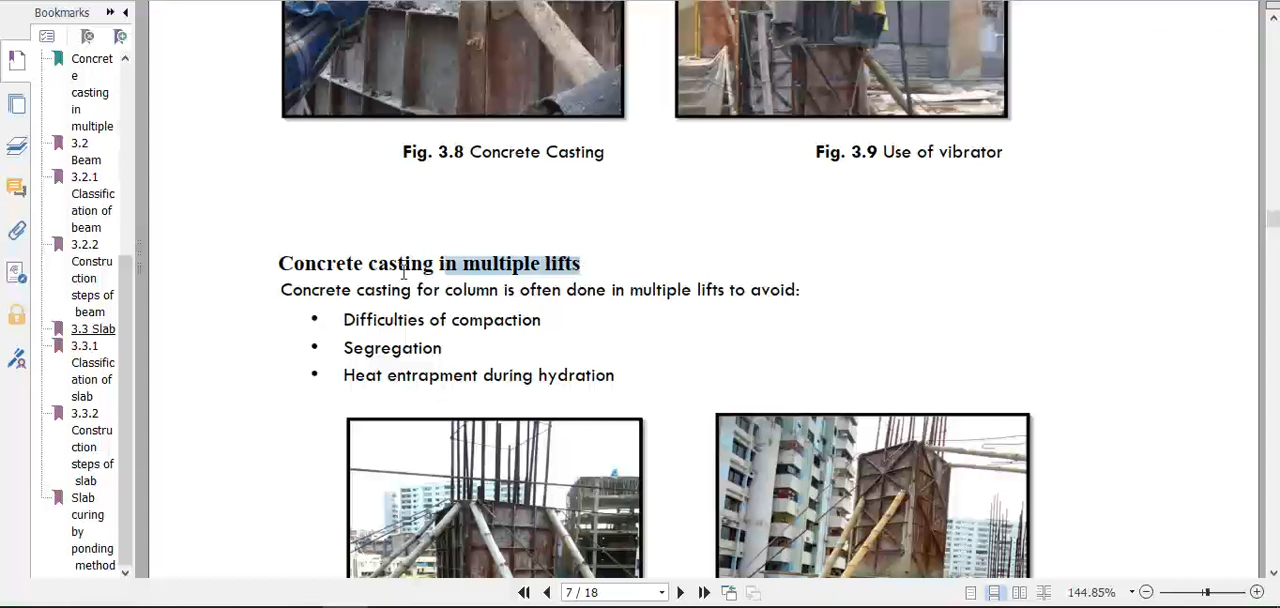 Bookmarks
Concret
e
casting
in
multiple
3.2
Beam
3.2.1
Classific
ation of
beam
3.2.2
Constru
ction
steps of
beam
3.3 Slab
3.3.1
Classific
ation of
slab
3.3.2
Constru
ction
steps of
slab
Slab
curing
by
ponding
method
Fig. 3.8 Concrete Casting
Fig. 3.9 Use of vibrator
Concrete casting in multiple lifts
Concrete casting for column is often done in multiple lifts to avoid:
• Difficulties of compaction
• Segregation
• Heat entrapment during hydration
7 / 18
144.85%